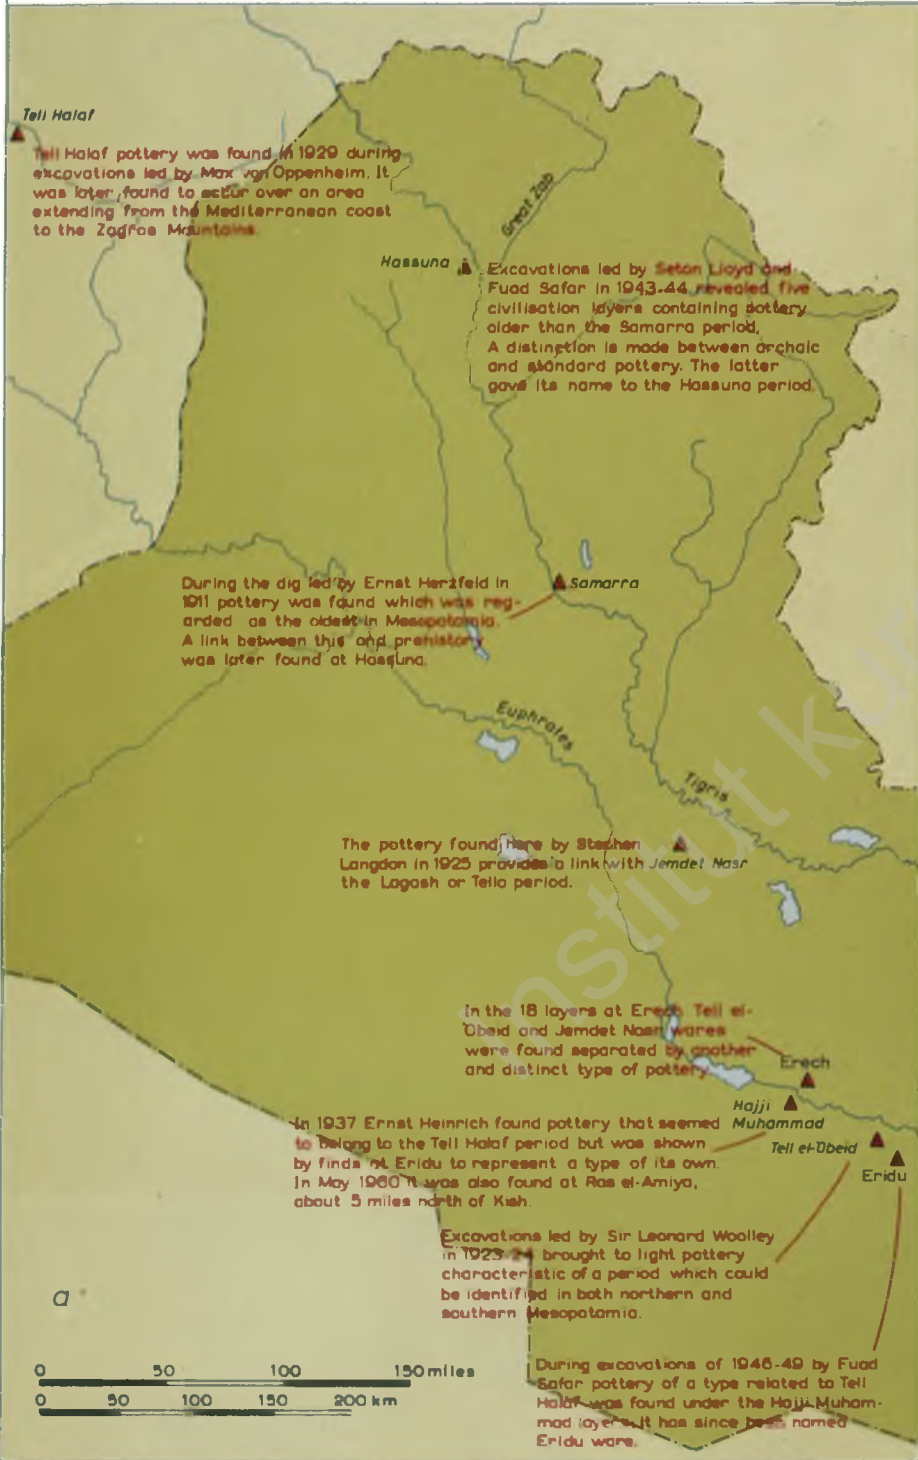 Tell Halaf
Tell Halaf pottery was found in 1929 during
excavations led by Max von Oppenheim. It
was later found to occur over an area
extending from the Mediterranean coast
to the Zagros Mountains.
Great Zab
Hassuna
Excavations led by Seton Lloyd and
Fuad Safar in 1943-44 revealed five
civilisation layers containing pottery
older than the Samarra period.
A distinction is made between archaic
and standard pottery. The latter
gave its name to the Hassuna period.
During the dig led by Ernst Herzfeld in
1911 pottery was found which was reg-
arded as the oldest in Mesopotamia.
A link between this and prehistory
was later found at Hassuna.
Samarra
Euphrates
Tigris
The pottery found here by Stephen
Langdon in 1925 provides a link with
the Lagash or Tello period.
Jemdet Nasr
In the 18 layers at Erech Tell el-
'Obeid and Jemdet Nasr wares
were found separated by another
and distinct type of pottery.
Erech
Hajji
Muhammad
In 1937 Ernst Heinrich found pottery that seemed
to belong to the Tell Halaf period but was shown
by finds at Eridu to represent a type of its own.
In May 1960 it was also found at Ras el-Amiya,
about 5 miles north of Kish.
Tell el-'Obeid
Eridu
Excavations led by Sir Leonard Woolley
in 1923-24 brought to light pottery
characteristic of a period which could
be identified in both northern and
southern Mesopotamia.
During excavations of 1946-49 by Fuad
Safar pottery of a type related to Tell
Halaf was found under the Hajji Muham-
mad layers. It has since been named
Eridu ware.
a
0 50 100 150 miles
0 50 100 150 200 km
Institut kur